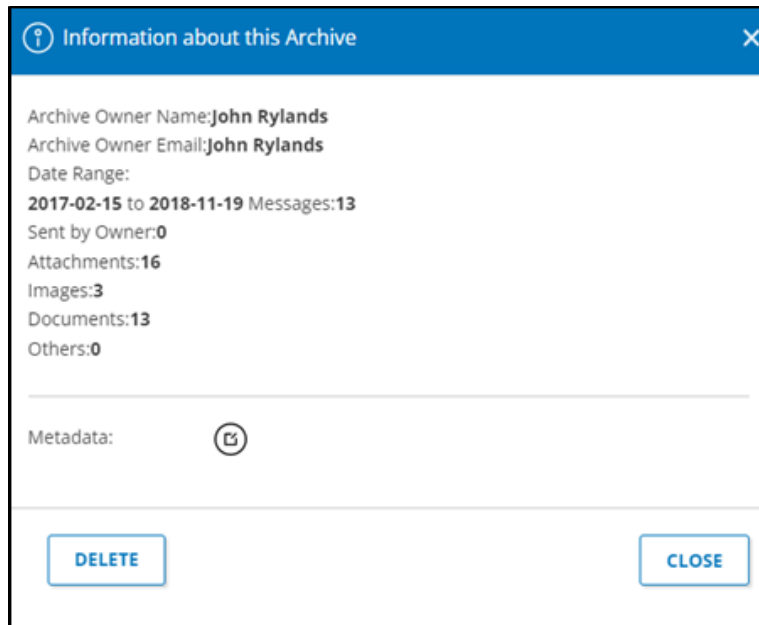 Information about this Archive
Archive Owner Name:John Rylands
Archive Owner Email:John Rylands
Date Range:
2017-02-15 to 2018-11-19 Messages:13
Sent by Owner:0
Attachments:16
Images:3
Documents:13
Others:0
Metadata:
DELETE
CLOSE